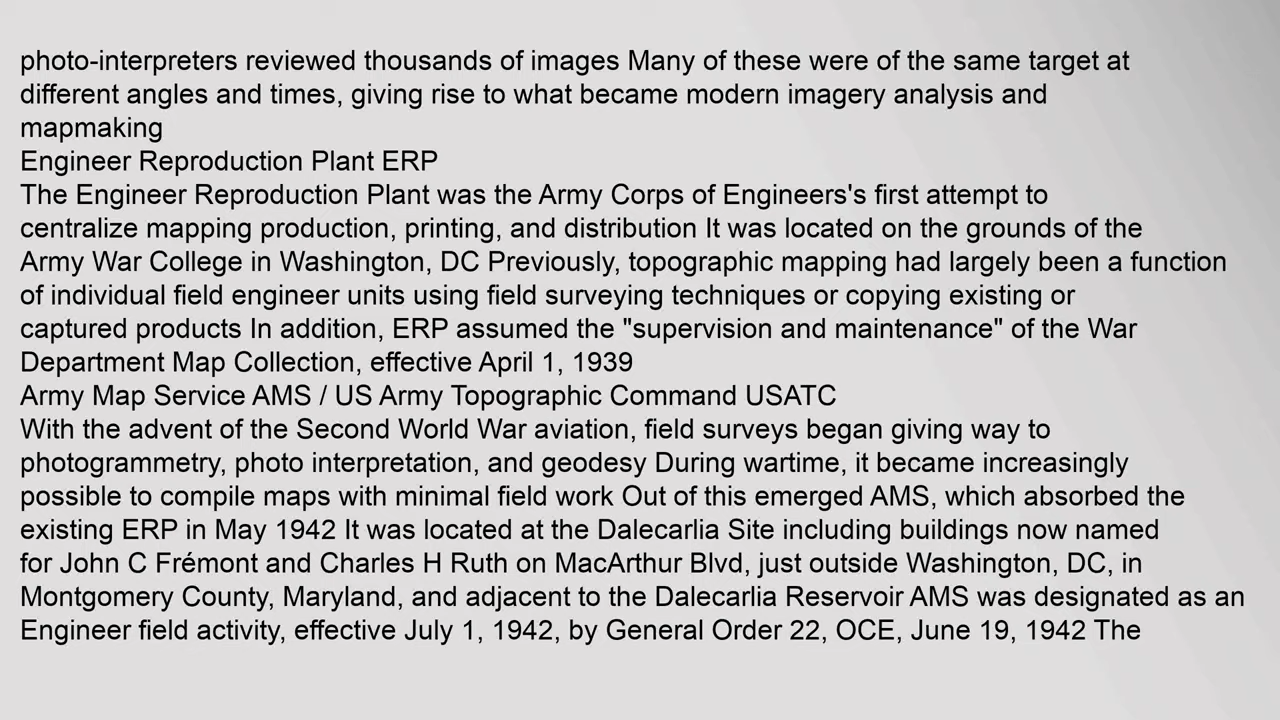 photo-interpreters reviewed thousands of images Many of these were of the same target at
different angles and times, giving rise to what became modern imagery analysis and
mapmaking
Engineer Reproduction Plant ERP
The Engineer Reproduction Plant was the Army Corps of Engineers's first attempt to
centralize mapping production, printing, and distribution It was located on the grounds of the
Army War College in Washington, DC Previously, topographic mapping had largely been a function
of individual field engineer units using field surveying techniques or copying existing or
captured products In addition, ERP assumed the "supervision and maintenance" of the War
Department Map Collection, effective April 1, 1939
Army Map Service AMS / US Army Topographic Command USATC
With the advent of the Second World War aviation, field surveys began giving way to
photogrammetry, photo interpretation, and geodesy During wartime, it became increasingly
possible to compile maps with minimal field work Out of this emerged AMS, which absorbed the
existing ERP in May 1942 It was located at the Dalecarlia Site including buildings now named
for John C Frémont and Charles H Ruth on MacArthur Blvd, just outside Washington, DC, in
Montgomery County, Maryland, and adjacent to the Dalecarlia Reservoir AMS was designated as an
Engineer field activity, effective July 1, 1942, by General Order 22, OCE, June 19, 1942 The